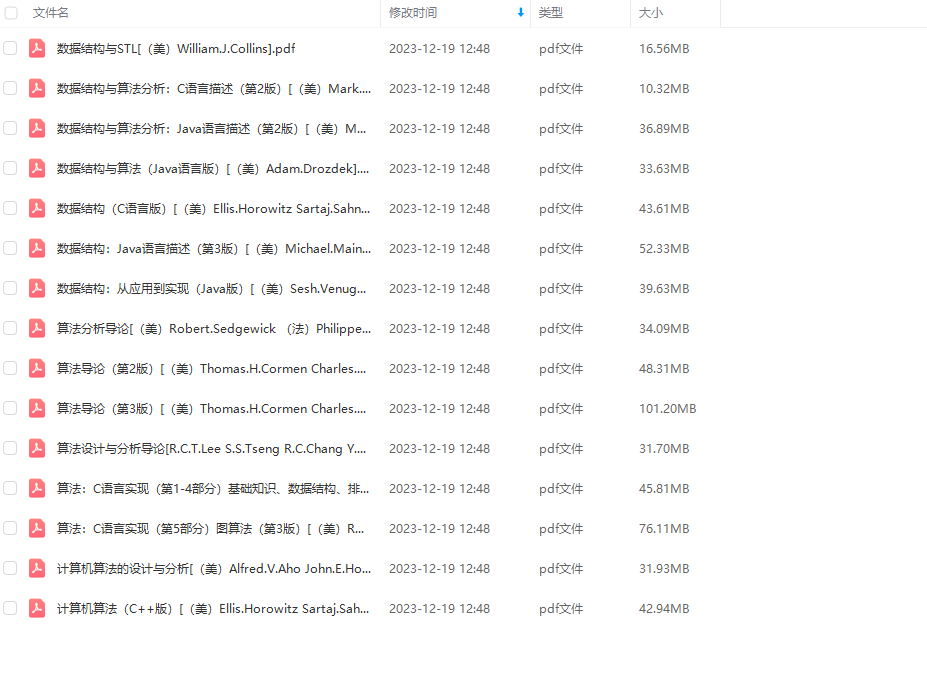 文件名 修改时间 类型 大小
数据结构与STL[（美）William.J.Collins].pdf 2023-12-19 12:48 pdf文件 16.56MB
数据结构与算法分析：C语言描述（第2版）[（美）Mark.... 2023-12-19 12:48 pdf文件 10.32MB
数据结构与算法分析：Java语言描述（第2版）[（美）M... 2023-12-19 12:48 pdf文件 36.89MB
数据结构与算法（Java语言版）[（美）Adam.Drozdek].... 2023-12-19 12:48 pdf文件 33.63MB
数据结构（C语言版）[（美）Ellis.Horowitz Sartaj.Sahn... 2023-12-19 12:48 pdf文件 43.61MB
数据结构：Java语言描述（第3版）[（美）Michael.Main... 2023-12-19 12:48 pdf文件 52.33MB
数据结构：从应用到实现（Java版）[（美）Sesh.Venug... 2023-12-19 12:48 pdf文件 39.63MB
算法分析导论[（美）Robert.Sedgewick （法）Philippe... 2023-12-19 12:48 pdf文件 34.09MB
算法导论（第2版）[（美）Thomas.H.Cormen Charles.... 2023-12-19 12:48 pdf文件 48.31MB
算法导论（第3版）[（美）Thomas.H.Cormen Charles.... 2023-12-19 12:48 pdf文件 101.20MB
算法设计与分析导论[R.C.T.Lee S.S.Tseng R.C.Chang Y.... 2023-12-19 12:48 pdf文件 31.70MB
算法：C语言实现（第1-4部分）基础知识、数据结构、排... 2023-12-19 12:48 pdf文件 45.81MB
算法：C语言实现（第5部分）图算法（第3版）[（美）R... 2023-12-19 12:48 pdf文件 76.11MB
计算机算法的设计与分析[（美）Alfred.V.Aho John.E.Ho... 2023-12-19 12:48 pdf文件 31.93MB
计算机算法（C++版）[（美）Ellis.Horowitz Sartaj.Sah... 2023-12-19 12:48 pdf文件 42.94MB